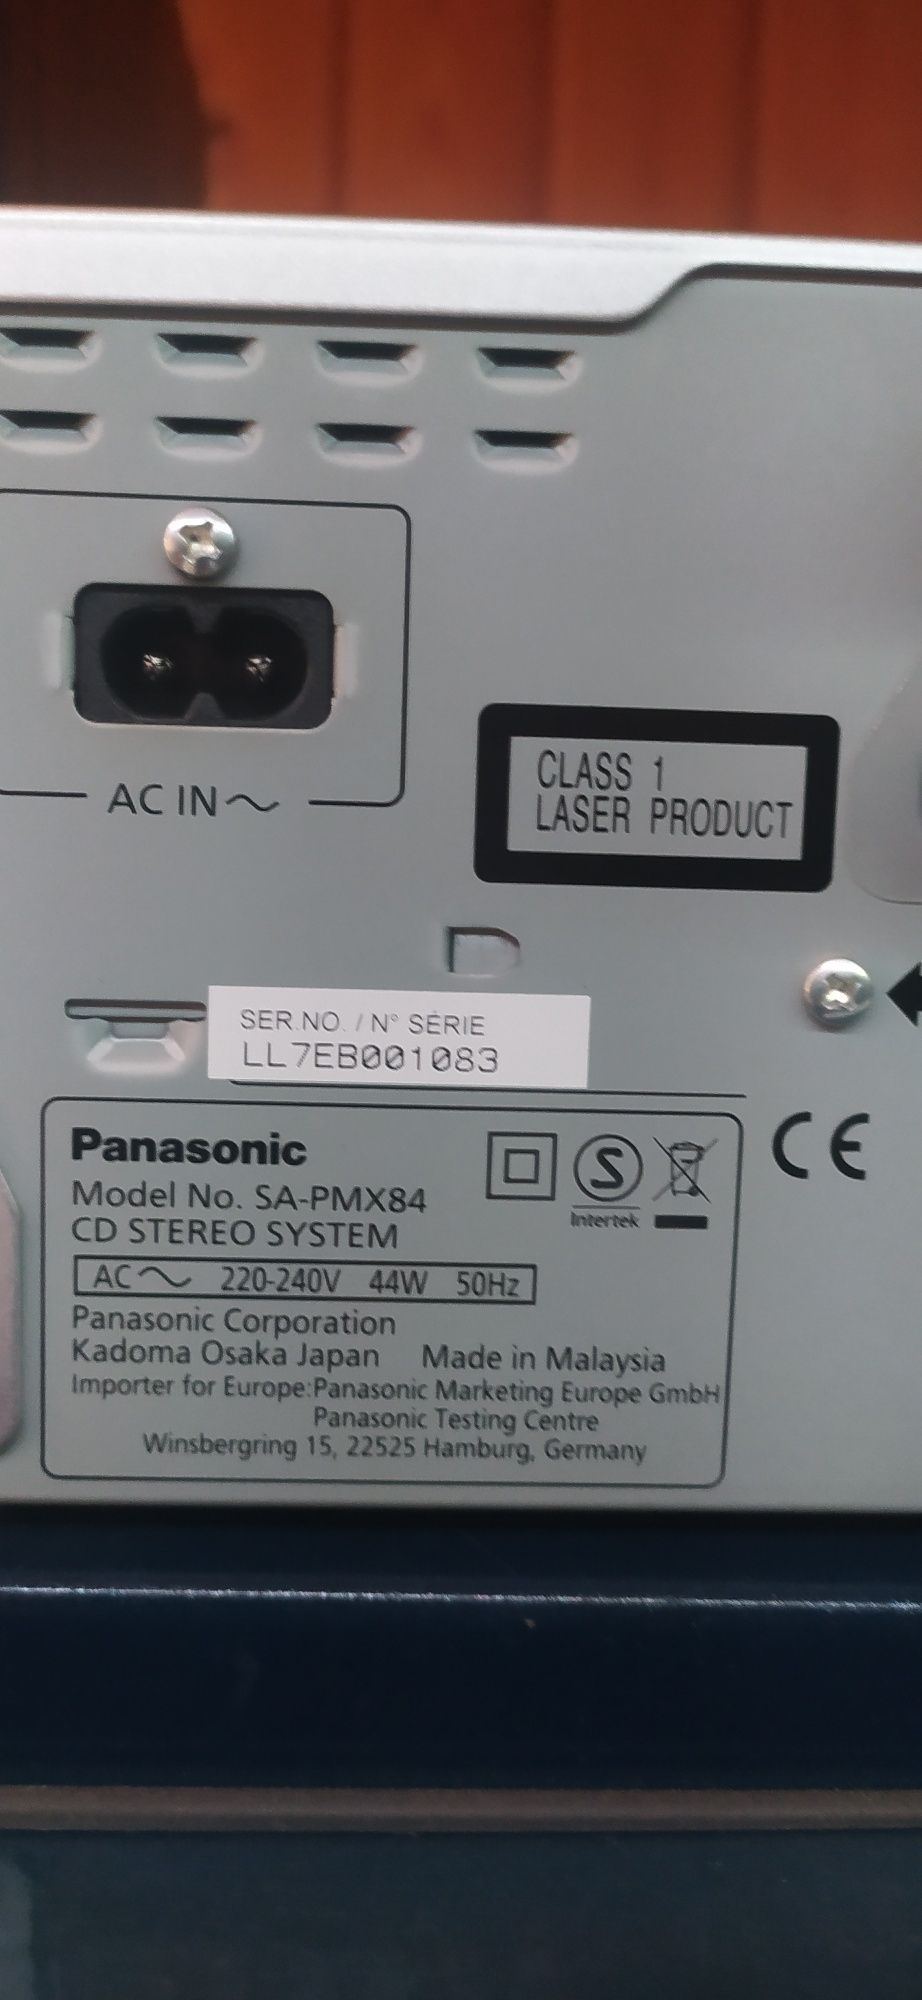 AC IN
CLASS 1
LASER PRODUCT
SER.NO. / N° SÉRIE
LL7EB001083
Panasonic
Model No. SA-PMX84
CD STEREO SYSTEM
Intertek
AC 220-240V 44W 50Hz
Panasonic Corporation
Kadoma Osaka Japan Made in Malaysia
Importer for Europe:Panasonic Marketing Europe GmbH
Panasonic Testing Centre
Winsbergring 15, 22525 Hamburg, Germany
S
CE